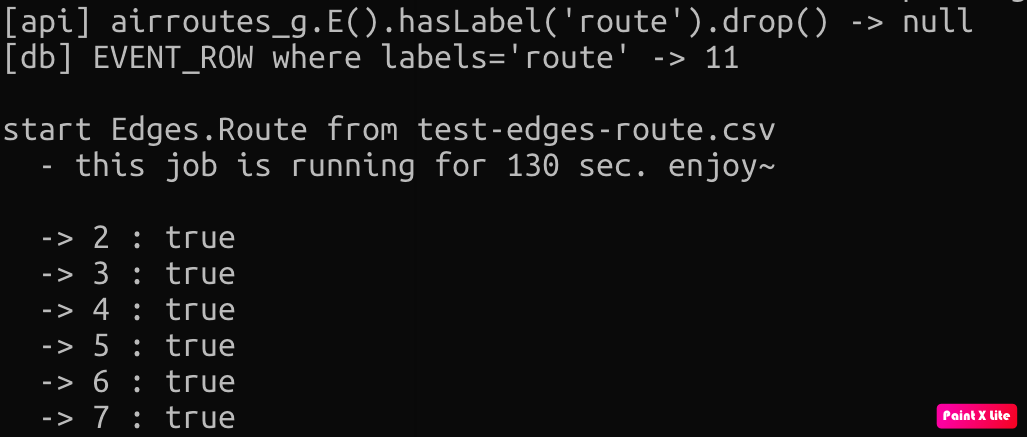 [api] airroutes_g.E().hasLabel('route').drop() -> null
[db] EVENT_ROW where labels='route' -> 11
start Edges.Route from test-edges-route.csv
- this job is running for 130 sec. enjoy~
-> 2 : true
-> 3 : true
-> 4 : true
-> 5 : true
-> 6 : true
-> 7 : true
Paint X Lite